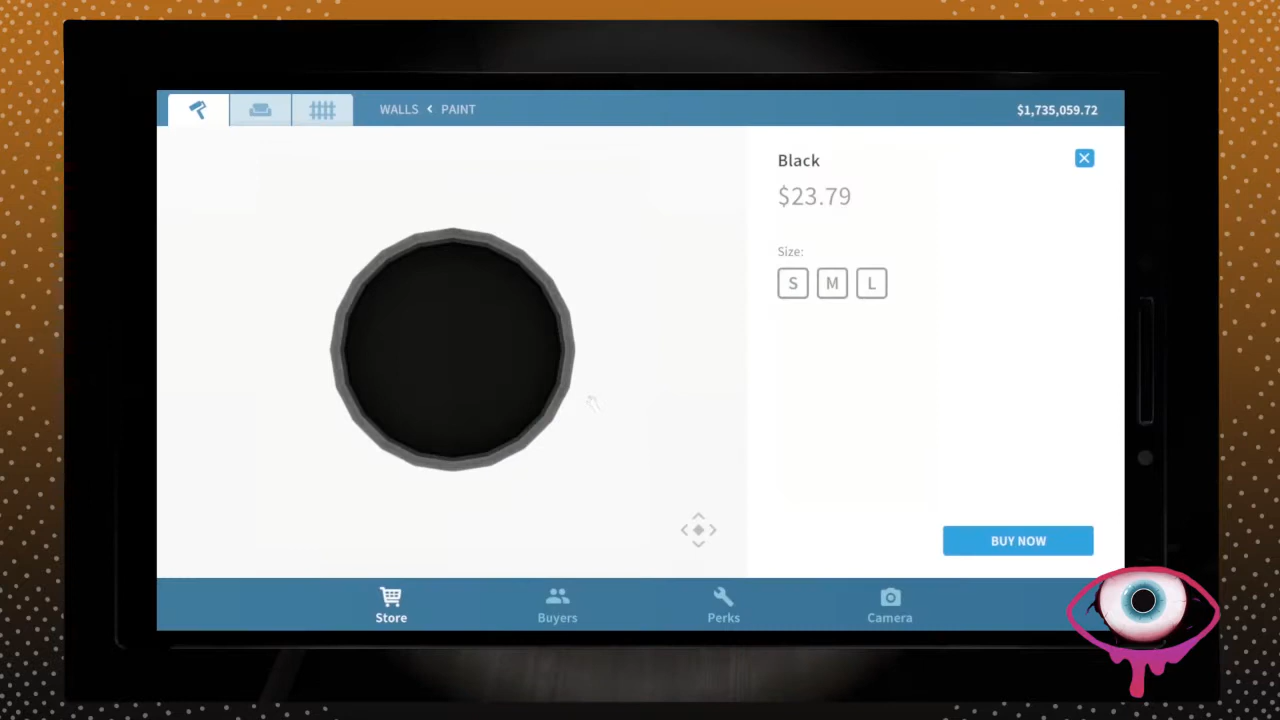 WALLS < PAINT
$1,735,059.72
Black
$23.79
Size:
S M L
BUY NOW
Store
Buyers
Perks
Camera